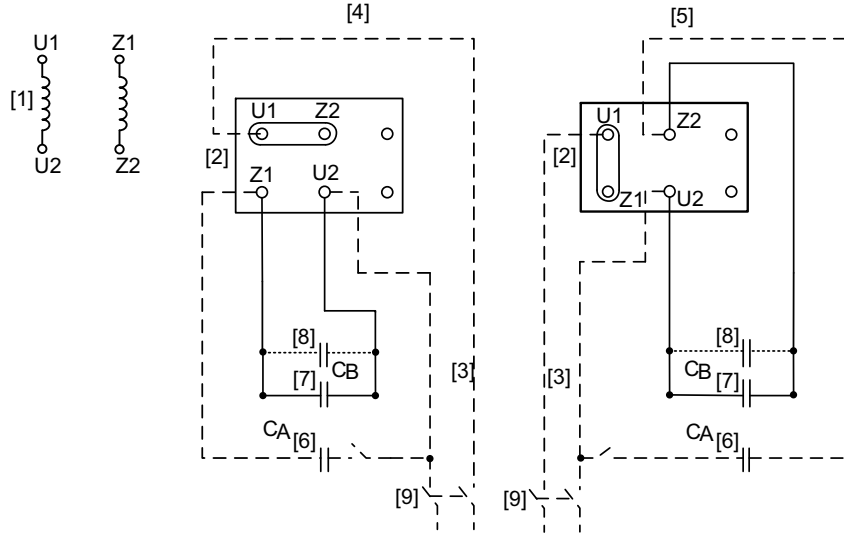 [4]
[5]
U1 Z1
[1]
U2 Z2
U1 Z2
[2]
Z1 U2
[8]
CB
[7]
[3]
CA [6]
[9]
U1 Z2
[2]
Z1 U2
[8]
CB
[7]
[3]
CA [6]
[9]